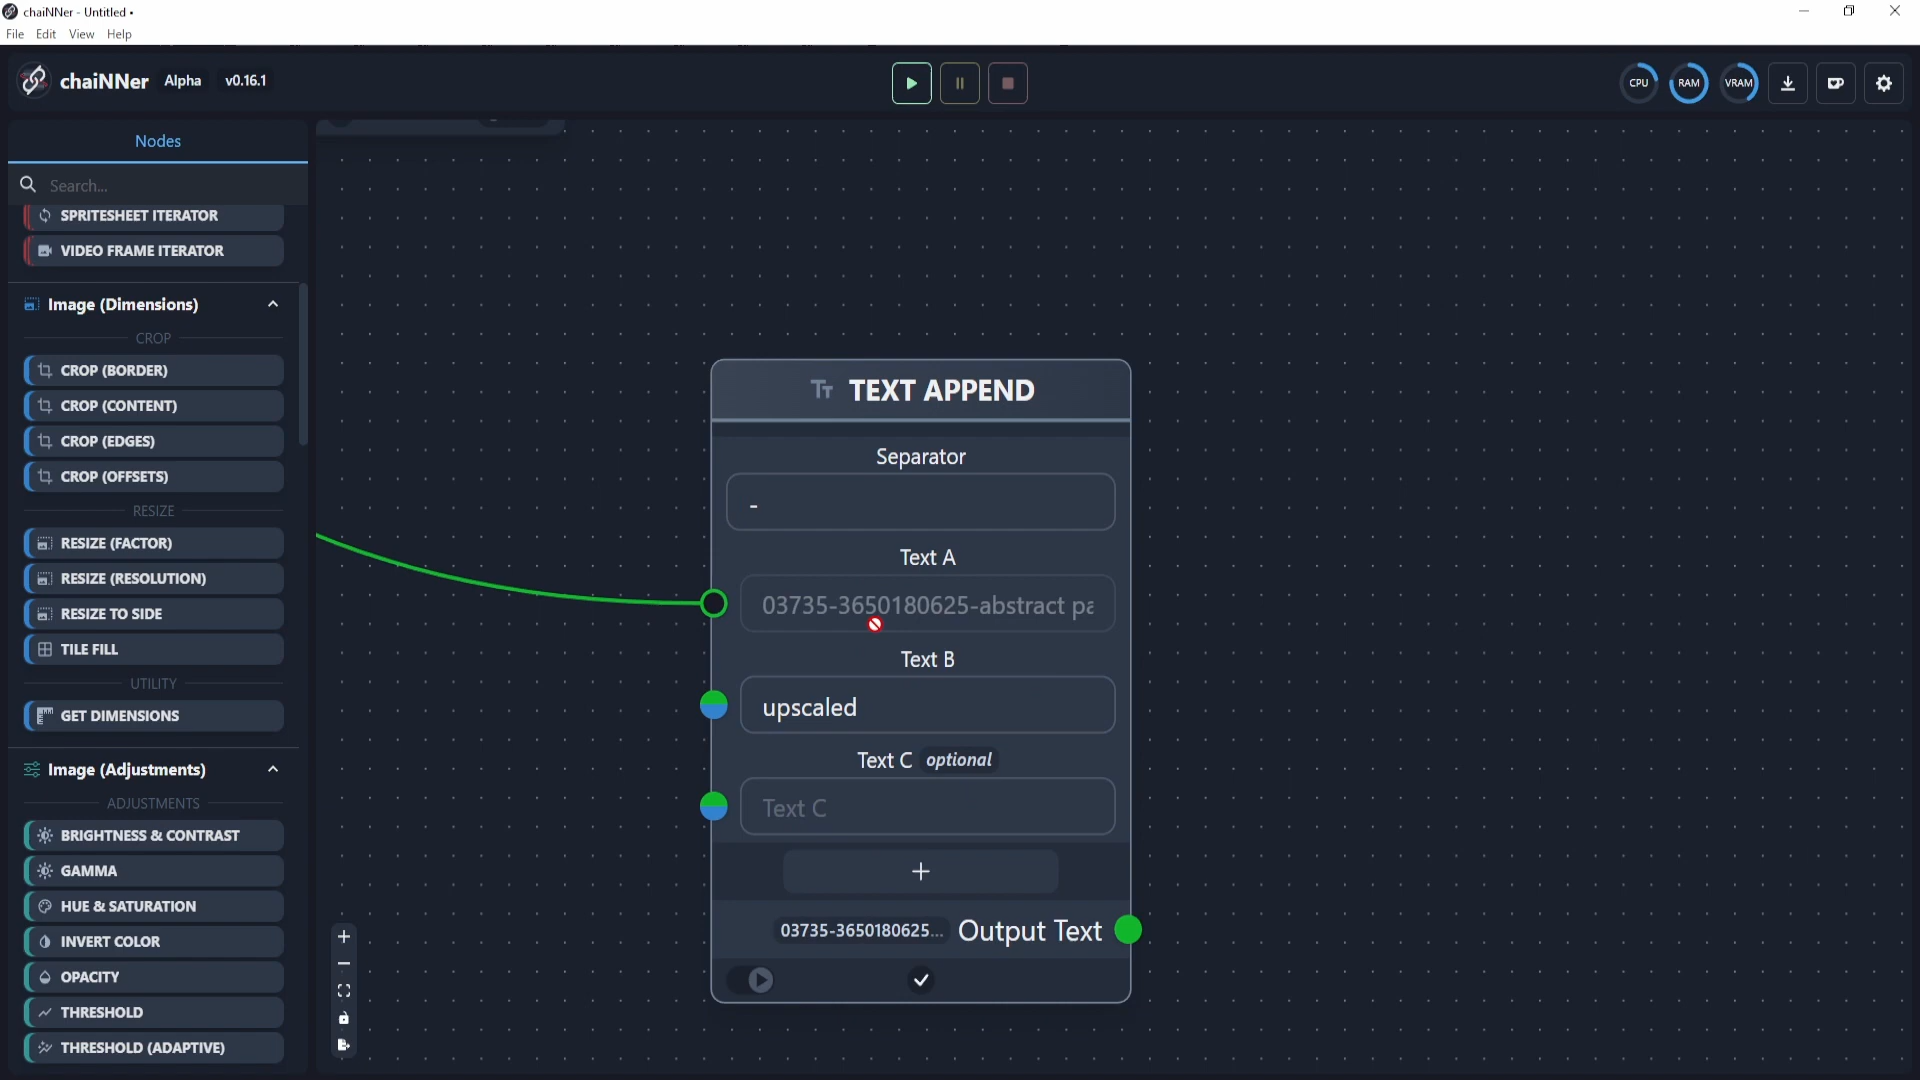 chaiNNer - Untitled •
File Edit View Help
chaiNNer Alpha v0.16.1
CPU RAM VRAM
Nodes
Search...
SPRITESHEET ITERATOR
VIDEO FRAME ITERATOR
Image (Dimensions)
CROP
CROP (BORDER)
CROP (CONTENT)
CROP (EDGES)
CROP (OFFSETS)
RESIZE
RESIZE (FACTOR)
RESIZE (RESOLUTION)
RESIZE TO SIDE
TILE FILL
UTILITY
GET DIMENSIONS
Image (Adjustments)
ADJUSTMENTS
BRIGHTNESS & CONTRAST
GAMMA
HUE & SATURATION
INVERT COLOR
OPACITY
THRESHOLD
THRESHOLD (ADAPTIVE)
TT TEXT APPEND
Separator
-
Text A
03735-3650180625-abstract pa
Text B
upscaled
Text C optional
Text C
+
03735-3650180625... Output Text